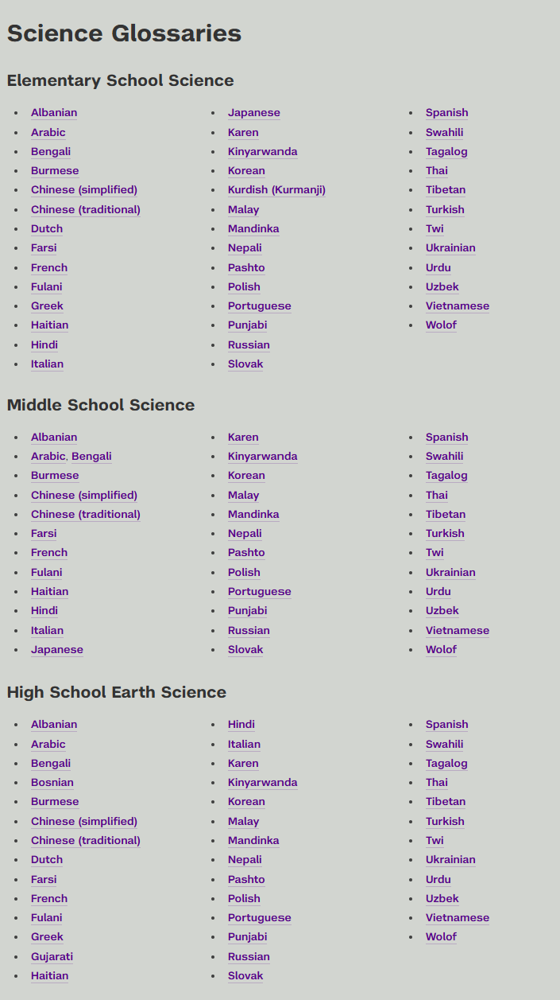 Science Glossaries
Elementary School Science
Albanian
Arabic
Bengali
Burmese
Chinese (simplified)
Chinese (traditional)
Dutch
Farsi
French
Fulani
Greek
Haitian
Hindi
Italian
Japanese
Karen
Kinyarwanda
Korean
Kurdish (Kurmanji)
Malay
Mandinka
Nepali
Pashto
Polish
Portuguese
Punjabi
Russian
Slovak
Spanish
Swahili
Tagalog
Thai
Tibetan
Turkish
Twi
Ukrainian
Urdu
Uzbek
Vietnamese
Wolof
Middle School Science
Albanian
Arabic, Bengali
Burmese
Chinese (simplified)
Chinese (traditional)
Farsi
French
Fulani
Haitian
Hindi
Italian
Japanese
Karen
Kinyarwanda
Korean
Malay
Mandinka
Nepali
Pashto
Polish
Portuguese
Punjabi
Russian
Slovak
Spanish
Swahili
Tagalog
Thai
Tibetan
Turkish
Twi
Ukrainian
Urdu
Uzbek
Vietnamese
Wolof
High School Earth Science
Albanian
Arabic
Bengali
Bosnian
Burmese
Chinese (simplified)
Chinese (traditional)
Dutch
Farsi
French
Fulani
Greek
Gujarati
Haitian
Hindi
Italian
Karen
Kinyarwanda
Korean
Malay
Mandinka
Nepali
Pashto
Polish
Portuguese
Punjabi
Russian
Slovak
Spanish
Swahili
Tagalog
Thai
Tibetan
Turkish
Twi
Ukrainian
Urdu
Uzbek
Vietnamese
Wolof